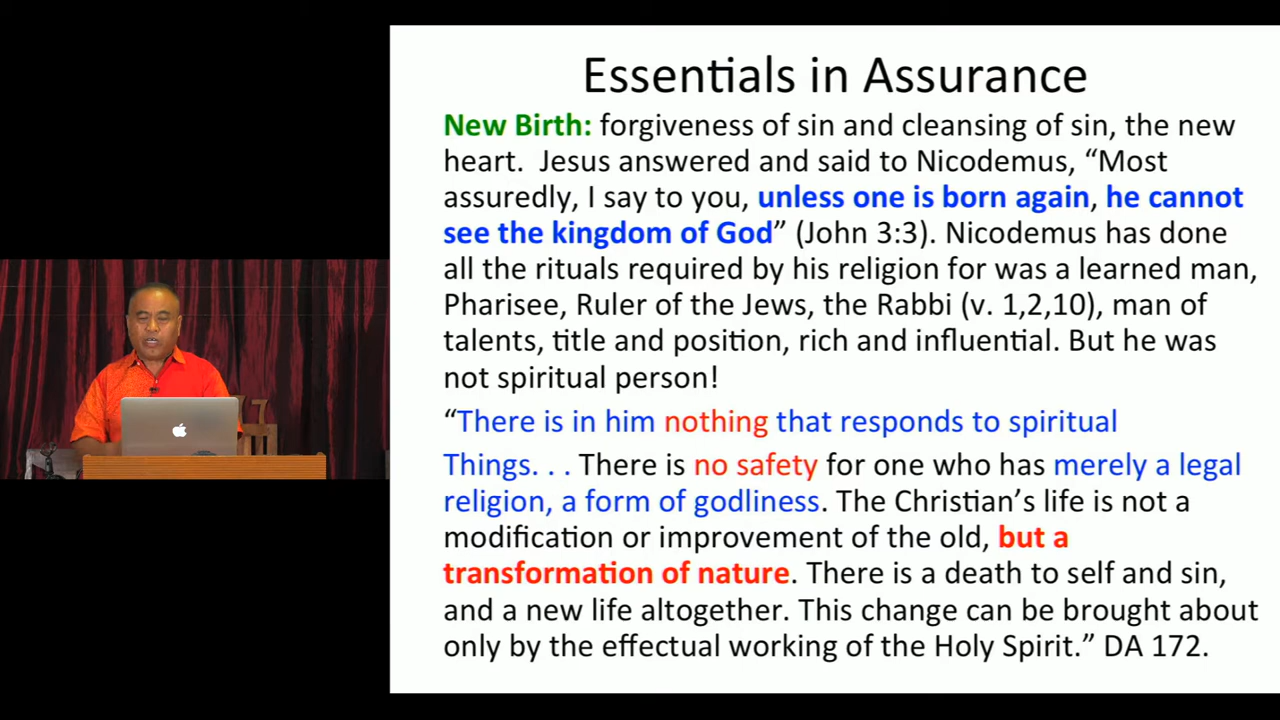 Essentials in Assurance
New Birth: forgiveness of sin and cleansing of sin, the new
heart.  Jesus answered and said to Nicodemus, “Most
assuredly, I say to you, unless one is born again, he cannot
see the kingdom of God” (John 3:3). Nicodemus has done
all the rituals required by his religion for was a learned man,
Pharisee, Ruler of the Jews, the Rabbi (v. 1,2,10), man of
talents, title and position, rich and influential. But he was
not spiritual person!
“There is in him nothing that responds to spiritual
Things. . . There is no safety for one who has merely a legal
religion, a form of godliness. The Christian’s life is not a
modification or improvement of the old, but a
transformation of nature. There is a death to self and sin,
and a new life altogether. This change can be brought about
only by the effectual working of the Holy Spirit.” DA 172.